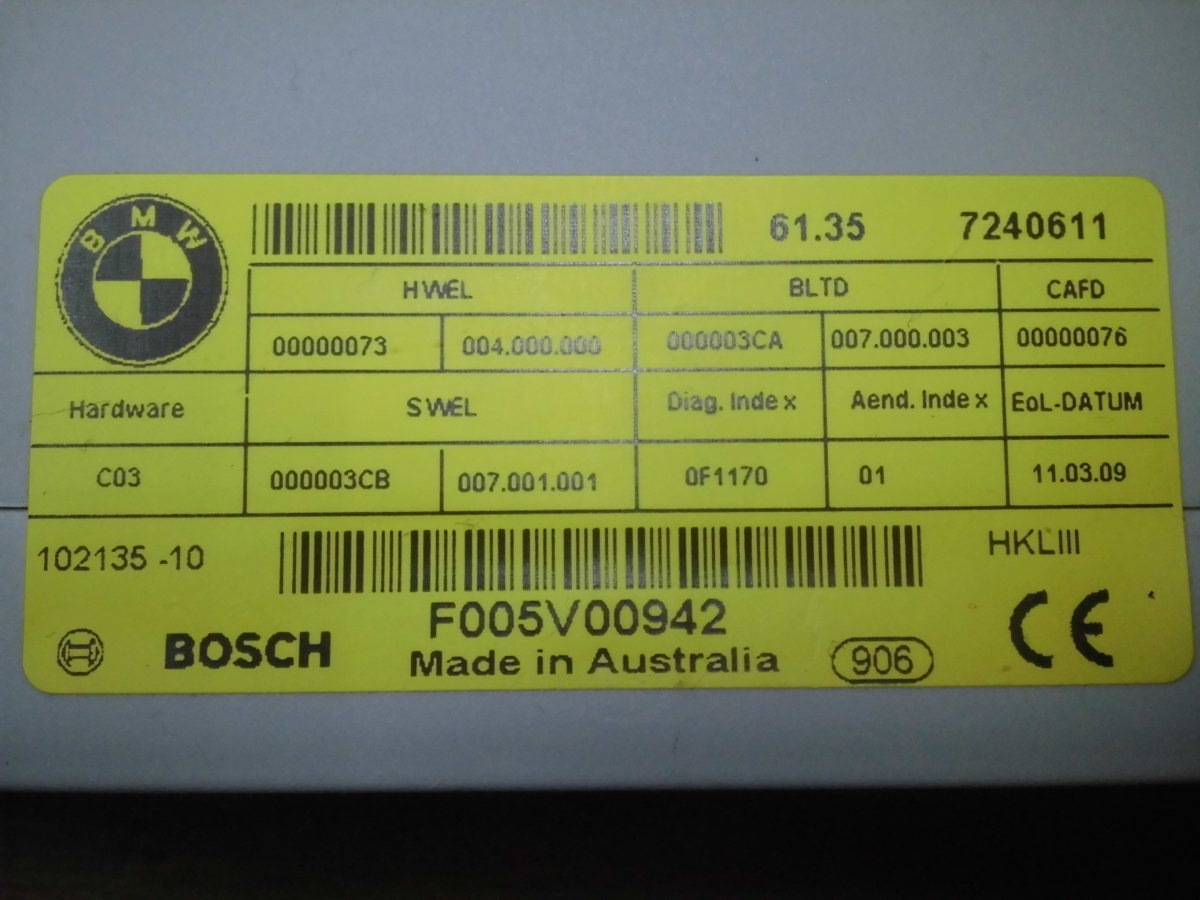 BMW
61.35 7240611
HWEL BLTD CAFD
00000073 004.000.000 000003CA 007.000.003 00000076
Hardware SWEL Diag. Index Aend. Index EoL-DATUM
C03 000003CB 007.001.001 0F1170 01 11.03.09
102135 -10 HKLIII
F005V00942
BOSCH Made in Australia 906 CE